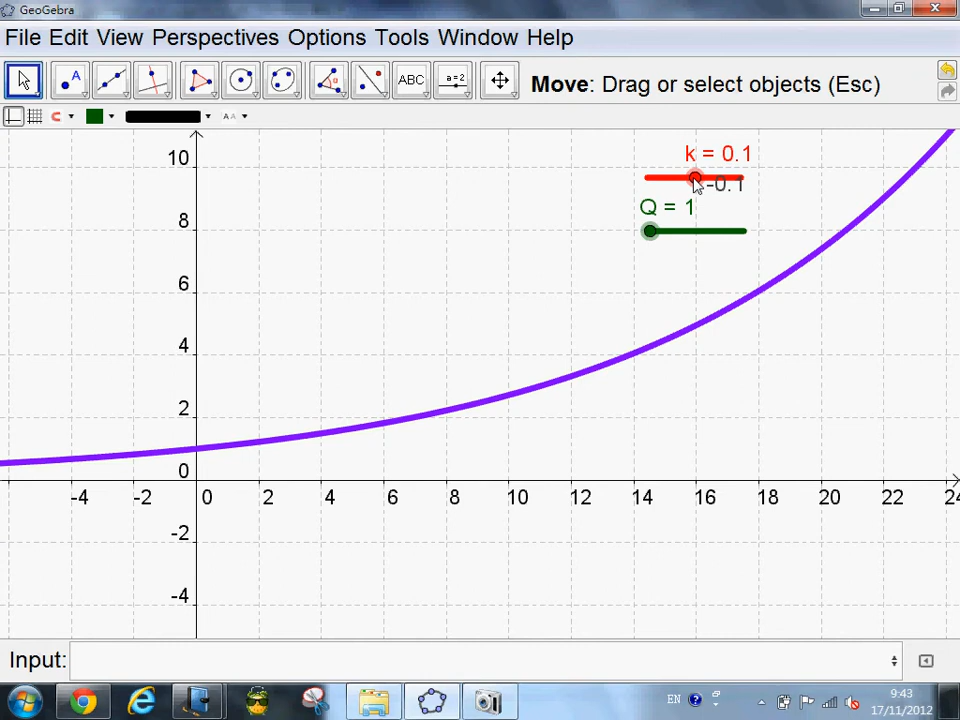 GeoGebra
File Edit View Perspectives Options Tools Window Help
A
ABC
a=2
Move: Drag or select objects (Esc)
A A
k = 0.1
-0.1
Q = 1
10
8
6
4
2
0
-2
-4
-4 -2 0 2 4 6 8 10 12 14 16 18 20 22 24
Input:
EN
9:43
17/11/2012